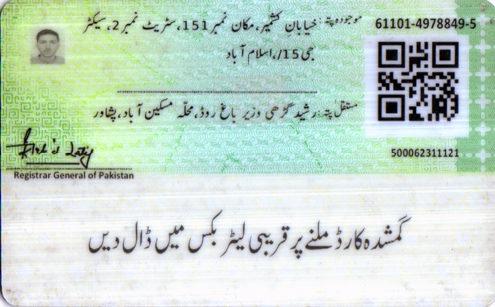 موجودہ پتہ: خیابان کشمیر, مکان نمبر 151, سٹریٹ نمبر 2, سیکٹر
جی 15/, اسلام آباد
61101-4978849-5
مستقل پتہ: رشید گڑھی وزیر باغ روڈ, محلہ مسکین آباد, پشاور
500062311121
Registrar General of Pakistan
گمشدہ کارڈ ملنے پر قریبی لیٹر بکس میں ڈال دیں